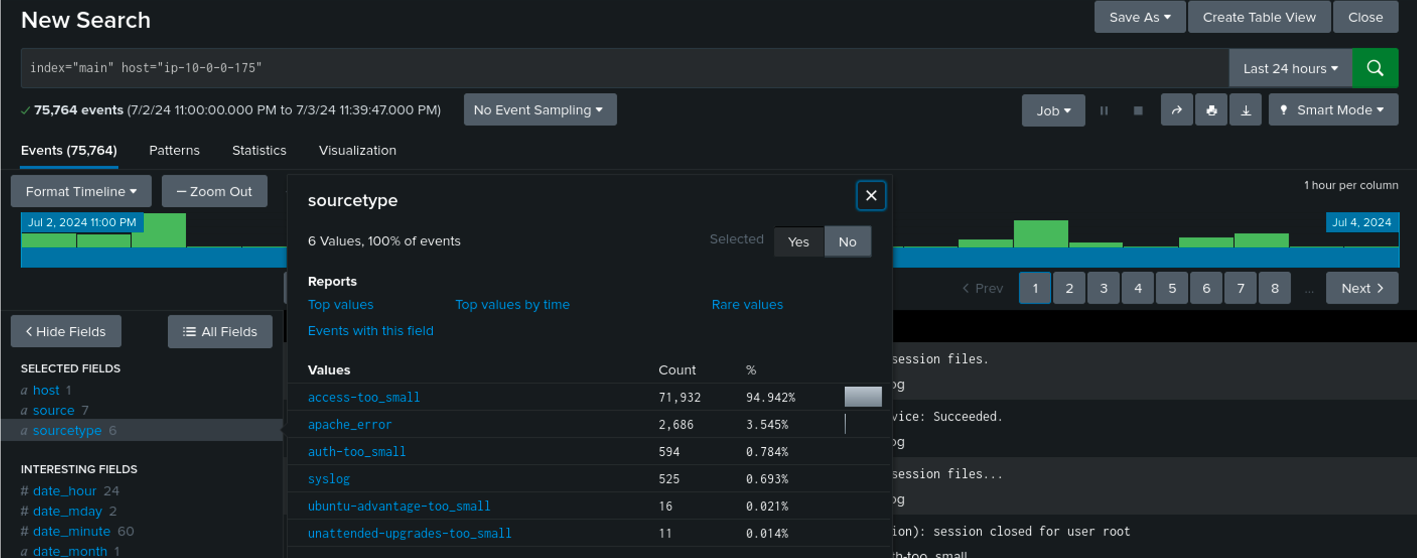 New Search
Save As
Create Table View
Close
index="main" host="ip-10-0-0-175"
Last 24 hours
75,764 events (7/2/24 11:00:00.000 PM to 7/3/24 11:39:47.000 PM)
No Event Sampling
Job
Smart Mode
Events (75,764)
Patterns
Statistics
Visualization
Format Timeline
Zoom Out
1 hour per column
Jul 2, 2024 11:00 PM
Jul 4, 2024
Prev
1
2
3
4
5
6
7
8
...
Next
Hide Fields
All Fields
SELECTED FIELDS
a host 1
a source 7
a sourcetype 6
INTERESTING FIELDS
# date_hour 24
# date_mday 2
# date_minute 60
a date_month 1
sourcetype
6 Values, 100% of events
Selected
Yes
No
Reports
Top values
Top values by time
Rare values
Events with this field
Values Count %
access-too_small 71,932 94.942%
apache_error 2,686 3.545%
auth-too_small 594 0.784%
syslog 525 0.693%
ubuntu-advantage-too_small 16 0.021%
unattended-upgrades-too_small 11 0.014%
session files.
og
vice: Succeeded.
og
session files...
og
ion): session closed for user root
th-too_small